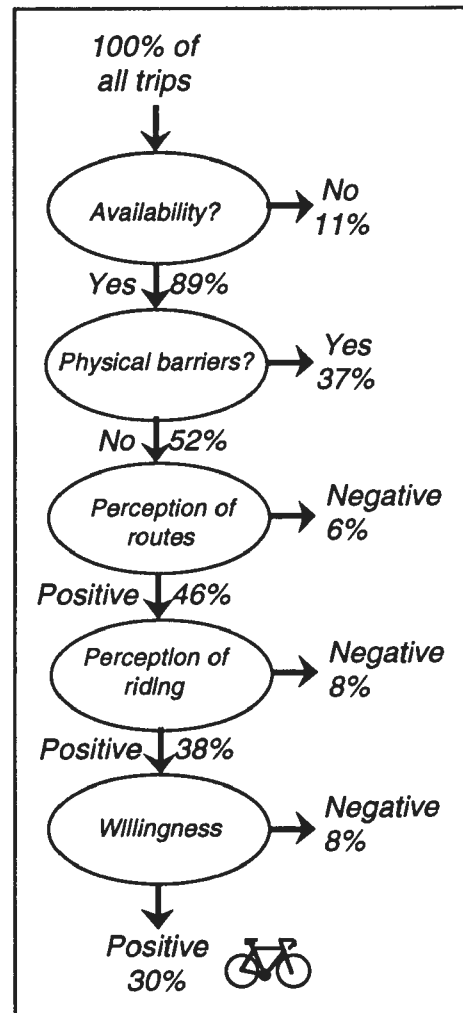 100% of
all trips
Availability?
No
11%
Yes 89%
Physical barriers?
Yes
37%
No 52%
Perception of
routes
Negative
6%
Positive 46%
Perception of
riding
Negative
8%
Positive 38%
Willingness
Negative
8%
Positive
30%